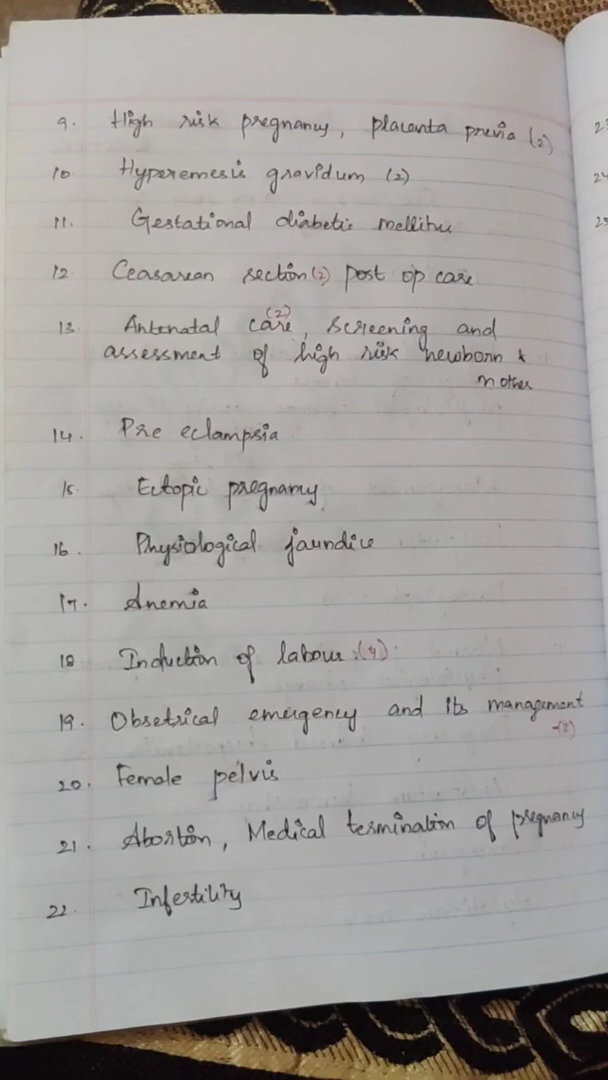 9. High risk pregnancy, placenta previa (2)
10. Hyperemesis gravidum (2)
11. Gestational diabetis mellitus
12 Ceasarean section (2) post op care
13. Antenatal care (2), screening and
assessment of high risk newborn &
mother
14. Pre eclampsia
15. Ectopic pregnancy
16. Physiological jaundice
17. Anemia
18 Induction of labour
19. Obsetrical emergency and its management
-(2)
20. Female pelvis
21. Abortion, Medical termination of pregnancy
22. Infertility